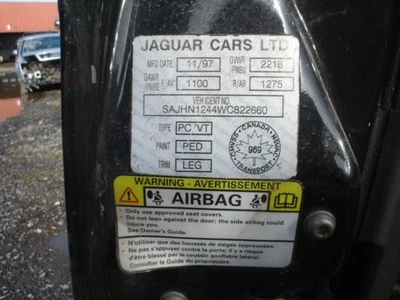 JAGUAR CARS LTD
MFD DATE 11/97 GVWR PNBV 2218
GAWR PNBE F/AV 1100 R/AR 1275
VEH IDENT NO
SAJHN1244WC822660
TYPE PC/VT
PAINT PED
TRIM LEG
CANADA
969
TRANSPORT
WARNING - AVERTISSEMENT
AIRBAG
• Only use approved seat covers.
• Do not lean against the door; the side airbag could
injure you.
See Owner's Guide.
• N'utiliser que des housses de sièges approuvées.
• Ne pas s'appuyer contre la porte; il y a risque
d'être blessé par le coussin gonflable latéral.
Consulter le Guide du propriétaire.